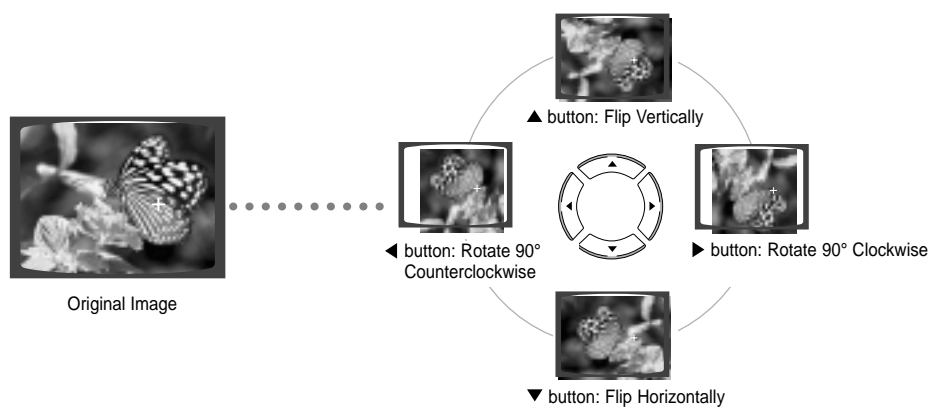 ▲ button: Flip Vertically
◀ button: Rotate 90°
Counterclockwise
▶ button: Rotate 90° Clockwise
Original Image
▼ button: Flip Horizontally